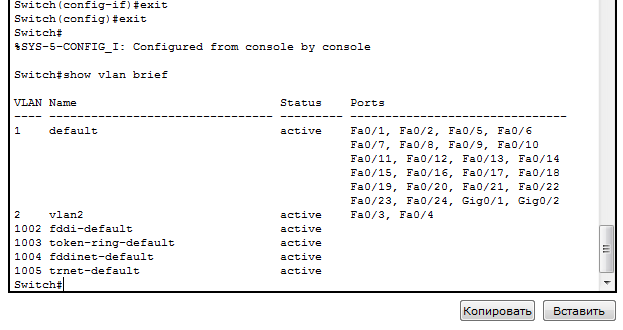 Switch(config-if)#exit
Switch(config)#exit
Switch#
%SYS-5-CONFIG_I: Configured from console by console
Switch#show vlan brief
VLAN Name                             Status    Ports
---- -------------------------------- --------- -------------------------------
1    default                          active    Fa0/1, Fa0/2, Fa0/5, Fa0/6
                                                Fa0/7, Fa0/8, Fa0/9, Fa0/10
                                                Fa0/11, Fa0/12, Fa0/13, Fa0/14
                                                Fa0/15, Fa0/16, Fa0/17, Fa0/18
                                                Fa0/19, Fa0/20, Fa0/21, Fa0/22
                                                Fa0/23, Fa0/24, Gig0/1, Gig0/2
2    vlan2                            active    Fa0/3, Fa0/4
1002 fddi-default                     active
1003 token-ring-default               active
1004 fddinet-default                  active
1005 trnet-default                    active
Switch#
Копировать Вставить